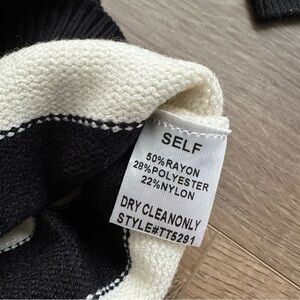 SELF
50%RAYON
28%POLYESTER
22%NYLON
DRY CLEANONLY
STYLE#TT5291